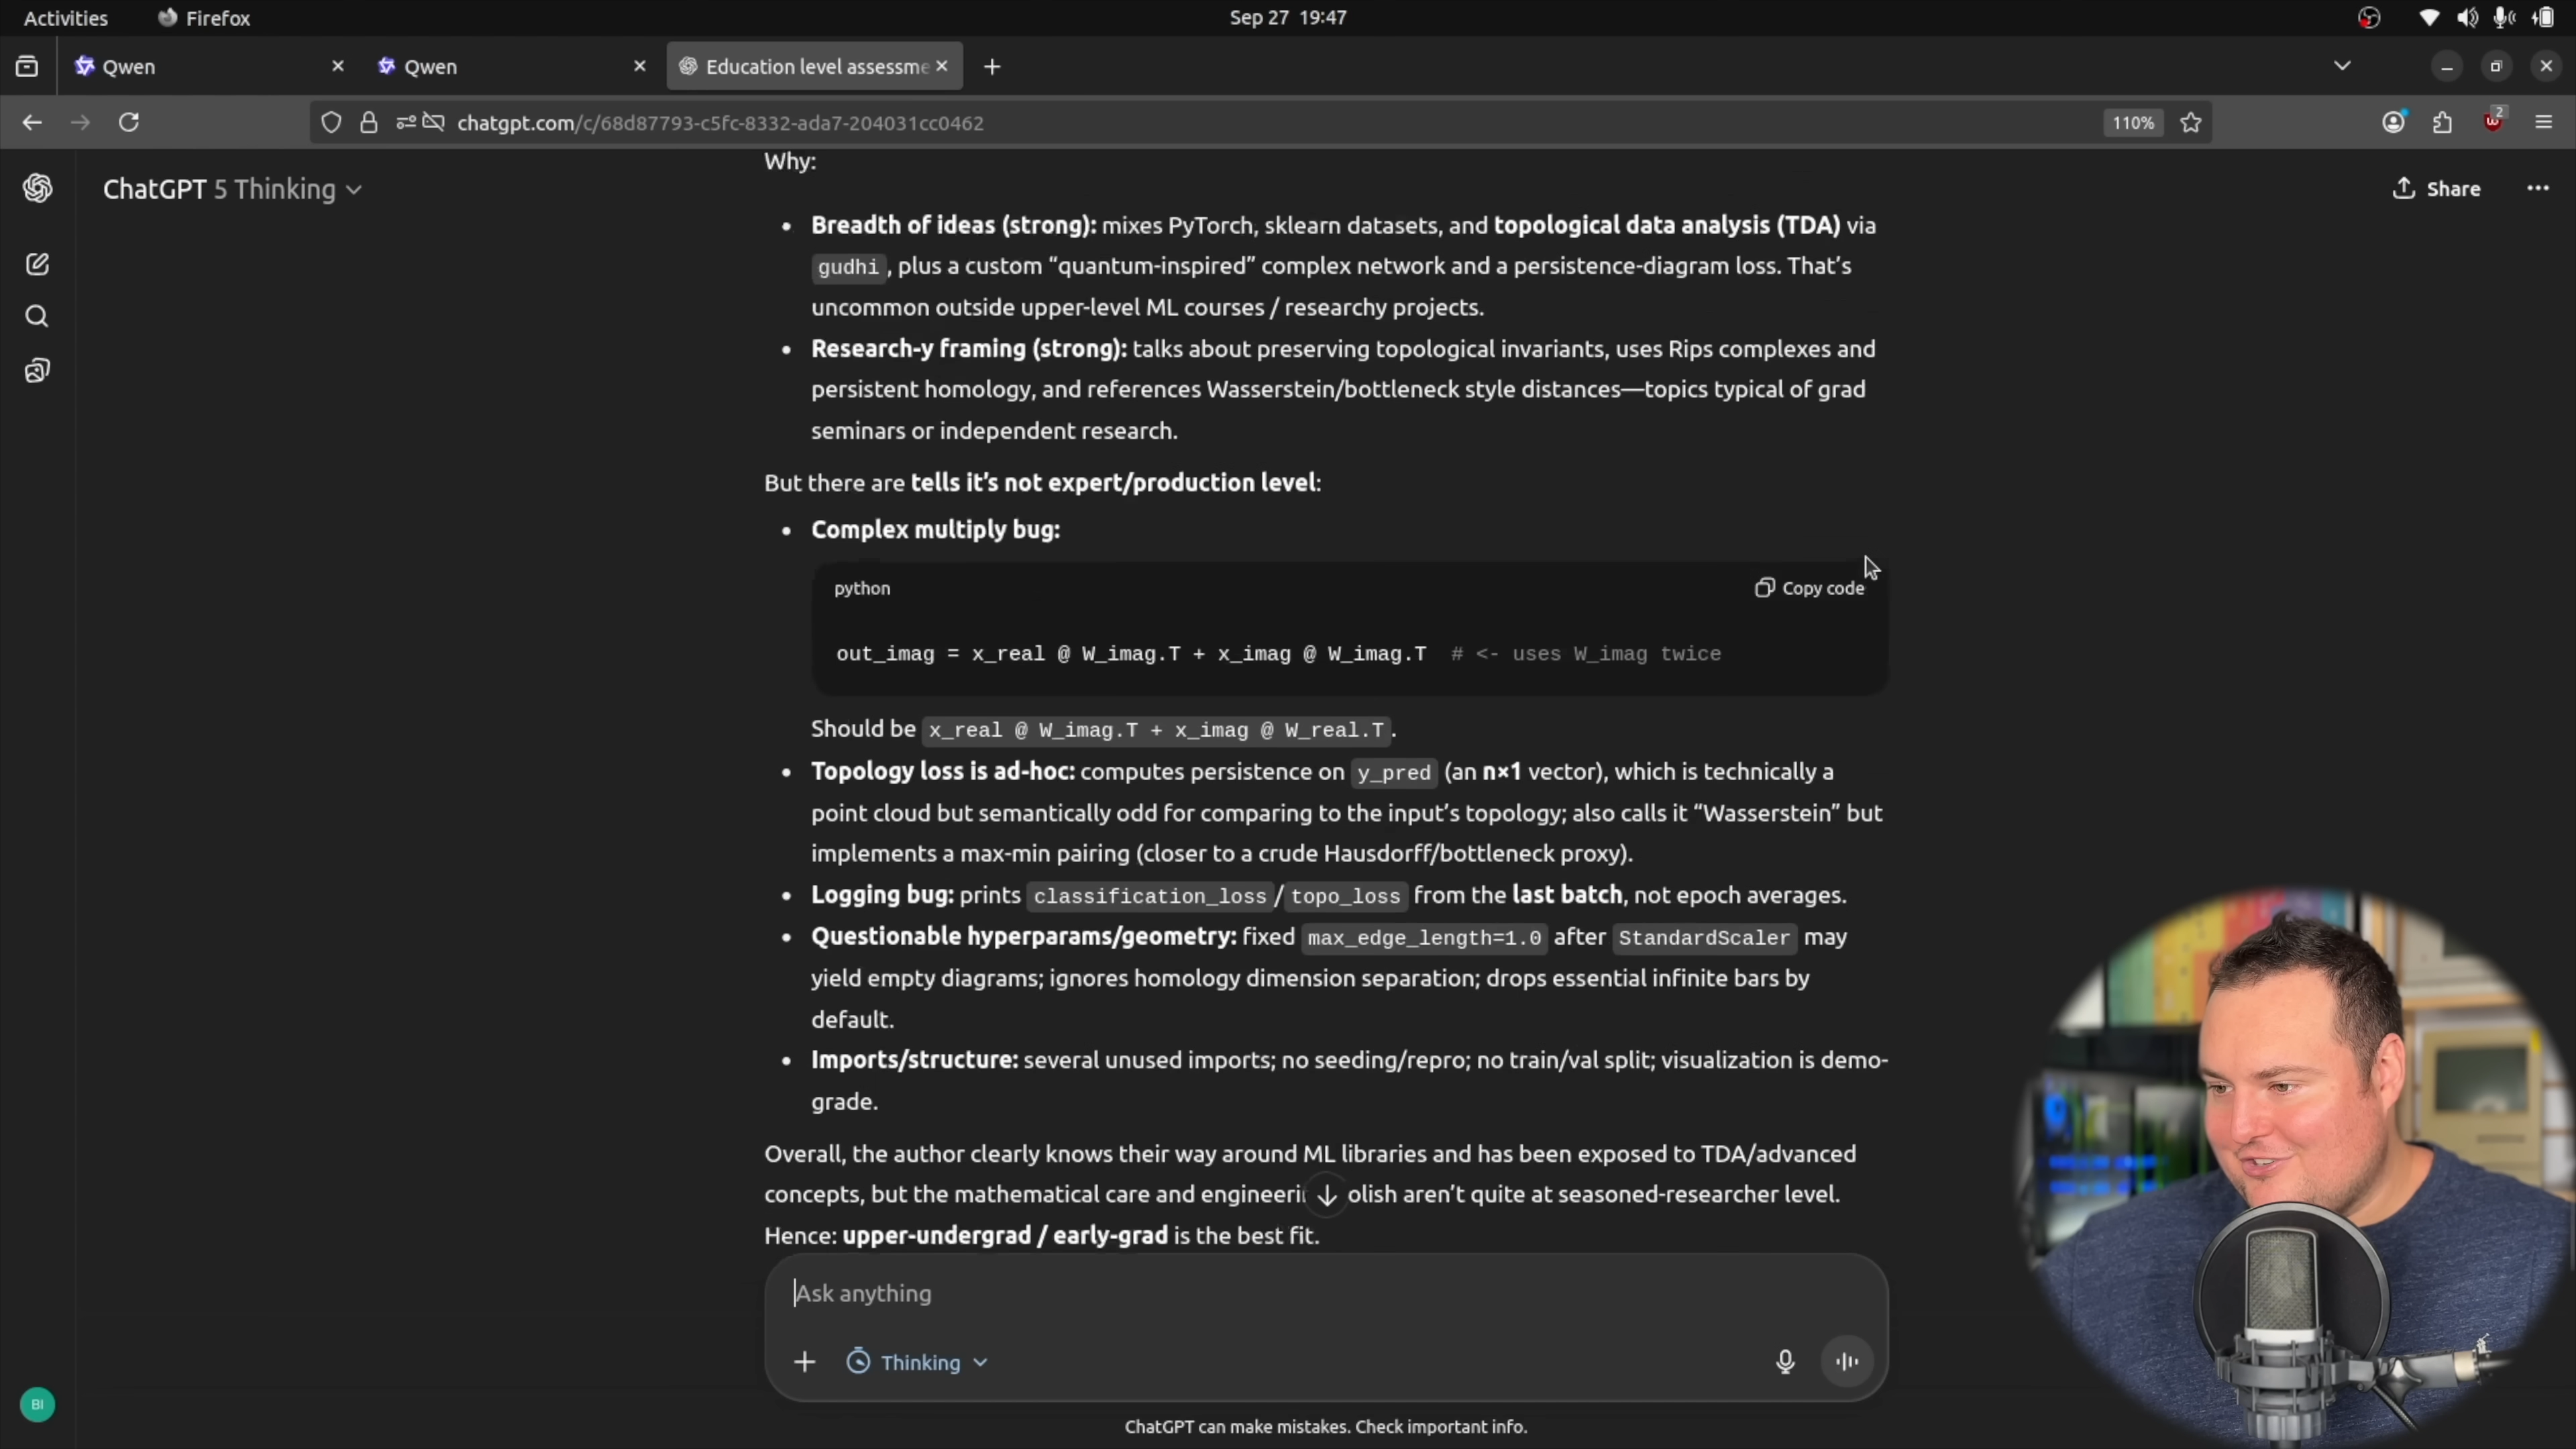 Activities Firefox Sep 27 19:47
Qwen Qwen Education level assessme
chatgpt.com/c/68d87793-c5fc-8332-ada7-204031cc0462 110% 2
ChatGPT 5 Thinking Share
Why:
• Breadth of ideas (strong): mixes PyTorch, sklearn datasets, and topological data analysis (TDA) via
gudhi, plus a custom “quantum-inspired” complex network and a persistence-diagram loss. That’s
uncommon outside upper-level ML courses / researchy projects.
• Research-y framing (strong): talks about preserving topological invariants, uses Rips complexes and
persistent homology, and references Wasserstein/bottleneck style distances—topics typical of grad
seminars or independent research.
But there are tells it’s not expert/production level:
• Complex multiply bug:
python Copy code
out_imag = x_real @ W_imag.T + x_imag @ W_imag.T # <- uses W_imag twice
Should be x_real @ W_imag.T + x_imag @ W_real.T.
• Topology loss is ad-hoc: computes persistence on y_pred (an n×1 vector), which is technically a
point cloud but semantically odd for comparing to the input’s topology; also calls it “Wasserstein” but
implements a max-min pairing (closer to a crude Hausdorff/bottleneck proxy).
• Logging bug: prints classification_loss/topo_loss from the last batch, not epoch averages.
• Questionable hyperparams/geometry: fixed max_edge_length=1.0 after StandardScaler may
yield empty diagrams; ignores homology dimension separation; drops essential infinite bars by
default.
• Imports/structure: several unused imports; no seeding/repro; no train/val split; visualization is demo-
grade.
Overall, the author clearly knows their way around ML libraries and has been exposed to TDA/advanced
concepts, but the mathematical care and engineeri olish aren’t quite at seasoned-researcher level.
Hence: upper-undergrad / early-grad is the best fit.
Ask anything
Thinking
BI
ChatGPT can make mistakes. Check important info.